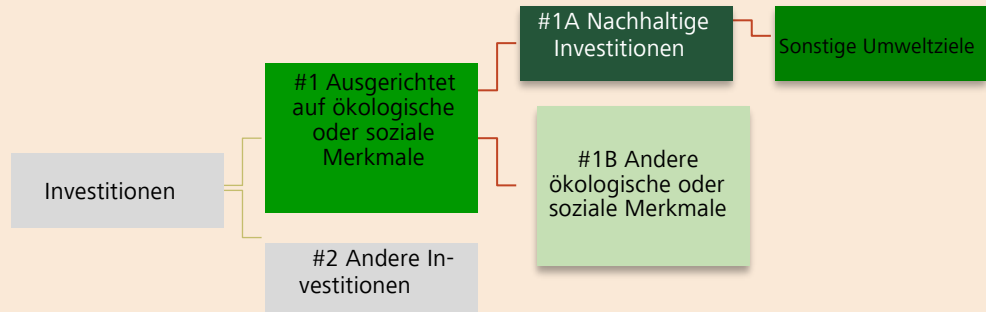 Investitionen
#1 Ausgerichtet
auf ökologische
oder soziale
Merkmale
#2 Andere In-
vestitionen
#1A Nachhaltige
Investitionen
#1B Andere
ökologische oder
soziale Merkmale
Sonstige Umweltziele